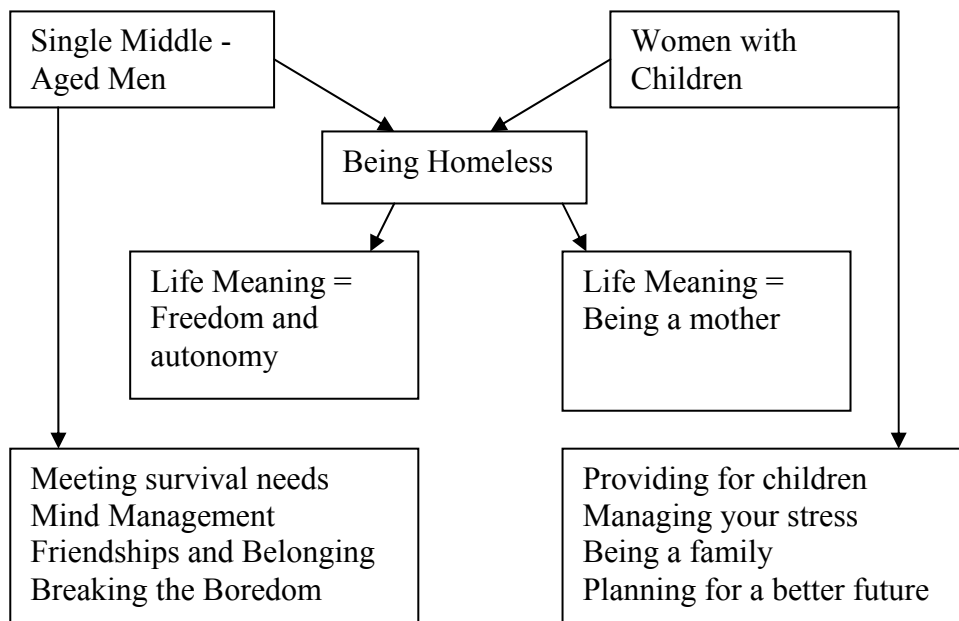 Single Middle -
Aged Men
Women with
Children
Being Homeless
Life Meaning =
Freedom and
autonomy
Life Meaning =
Being a mother
Meeting survival needs
Mind Management
Friendships and Belonging
Breaking the Boredom
Providing for children
Managing your stress
Being a family
Planning for a better future